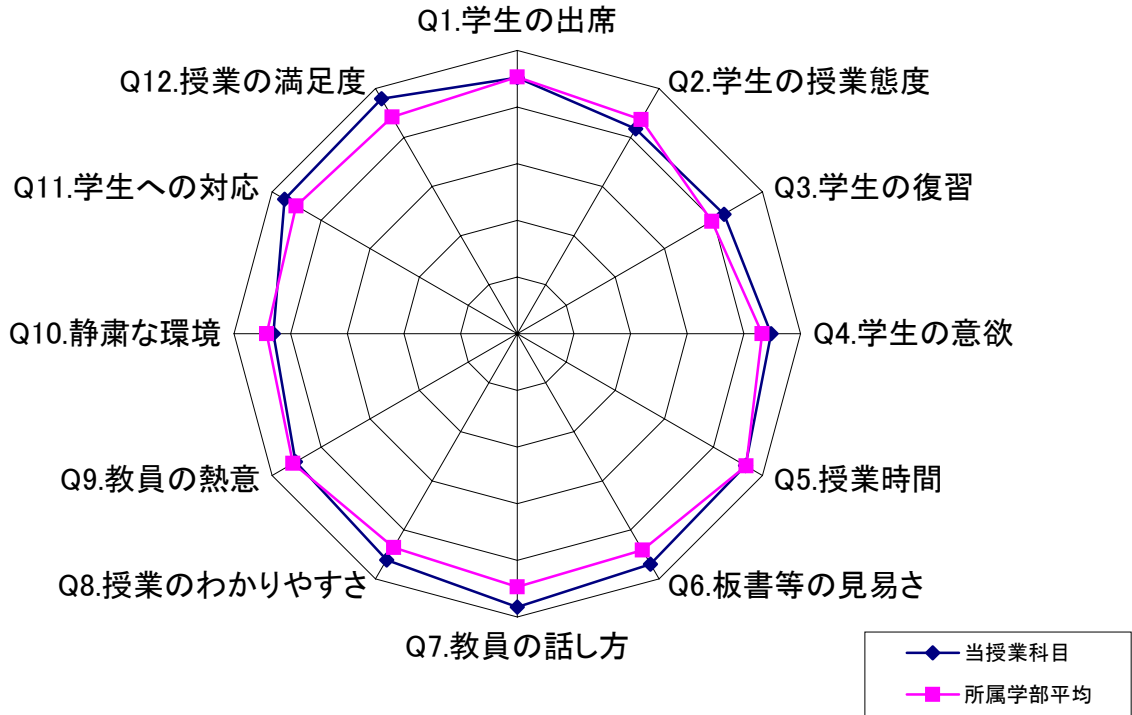 Q1.学生の出席
Q2.学生の授業態度
Q3.学生の復習
Q4.学生の意欲
Q5.授業時間
Q6.板書等の見易さ
Q7.教員の話し方
Q8.授業のわかりやすさ
Q9.教員の熱意
Q10.静粛な環境
Q11.学生への対応
Q12.授業の満足度
当授業科目
所属学部平均